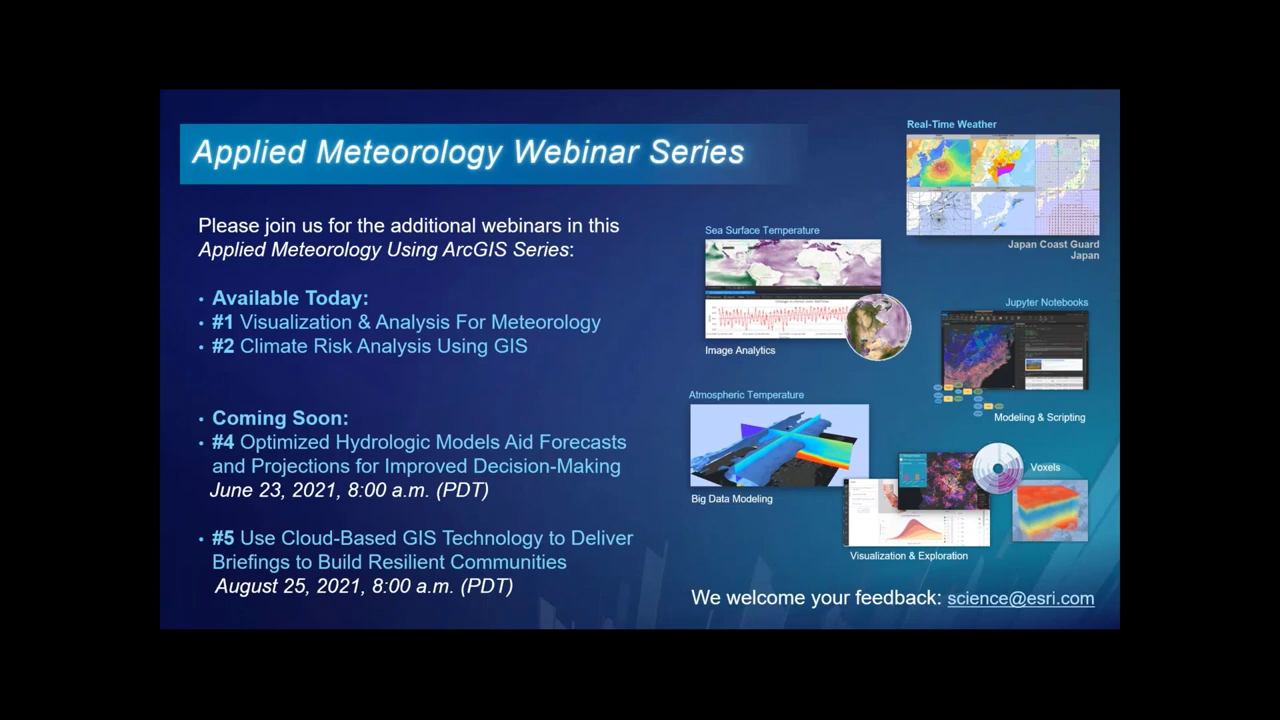 Applied Meteorology Webinar Series
Please join us for the additional webinars in this
Applied Meteorology Using ArcGIS Series:
• Available Today:
• #1 Visualization & Analysis For Meteorology
• #2 Climate Risk Analysis Using GIS
• Coming Soon:
• #4 Optimized Hydrologic Models Aid Forecasts
and Projections for Improved Decision-Making
June 23, 2021, 8:00 a.m. (PDT)
• #5 Use Cloud-Based GIS Technology to Deliver
Briefings to Build Resilient Communities
August 25, 2021, 8:00 a.m. (PDT)
Real-Time Weather
Japan Coast Guard
Japan
Sea Surface Temperature
Image Analytics
Jupyter Notebooks
Modeling & Scripting
Atmospheric Temperature
Big Data Modeling
Voxels
Visualization & Exploration
We welcome your feedback: science@esri.com